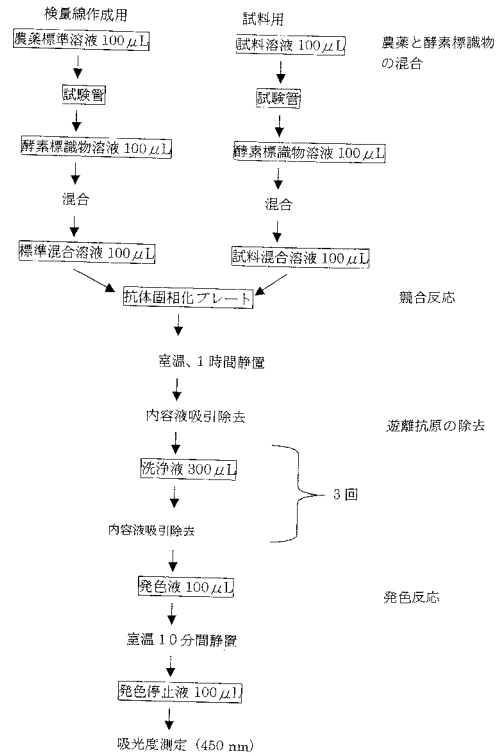 検量線作成用
試料用
農薬標準溶液 100μL
試料溶液 100μL
農薬と酵素標識物
の混合
試験管
試験管
酵素標識物溶液 100μL
酵素標識物溶液 100μL
混合
混合
標準混合溶液 100μL
試料混合溶液 100μL
抗体固相化プレート
競合反応
室温、1時間静置
内容液吸引除去
遊離抗原の除去
洗浄液 300μL
3回
内容液吸引除去
発色液 100μL
発色反応
室温10分間静置
発色停止液 100μL
吸光度測定(450 nm)